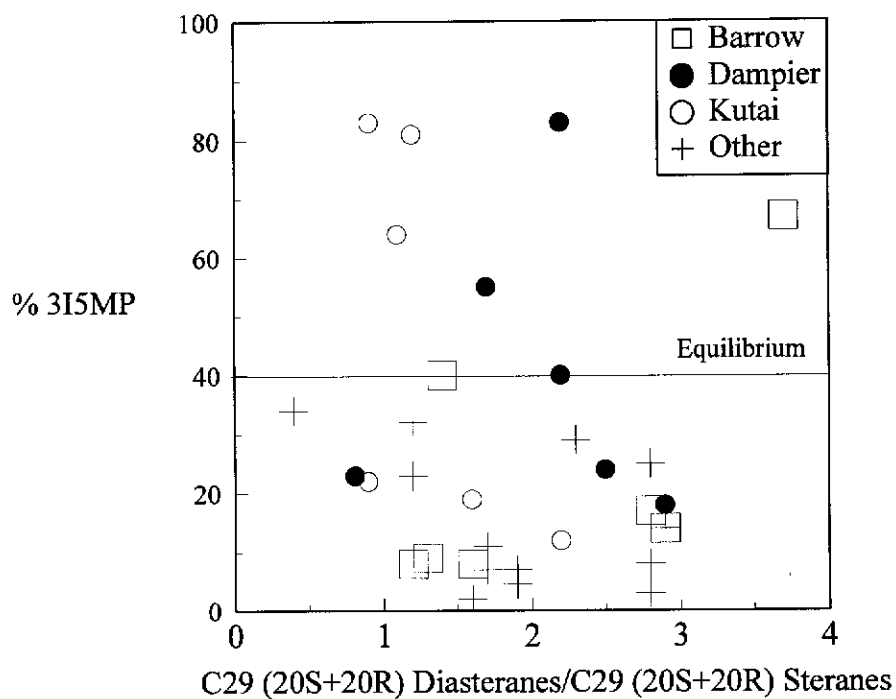 100
80
60
40
20
0
% 3I5MP
Barrow
Dampier
Kutai
Other
Equilibrium
0 1 2 3 4
C29 (20S+20R) Diasteranes/C29 (20S+20R) Steranes